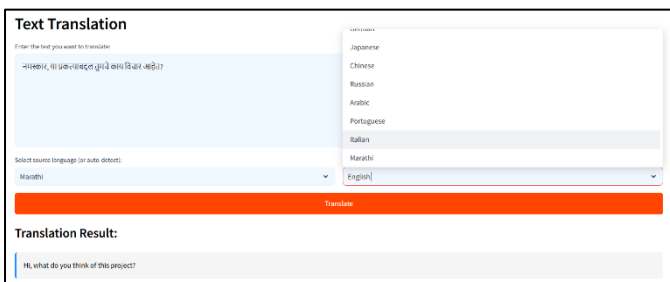 Text Translation
Enter the text you want to translate:
नमस्कार, या प्रकल्पाबद्दल तुमचे काय विचार आहेत?
German
Japanese
Chinese
Russian
Arabic
Portuguese
Italian
Marathi
Select source language (or auto-detect):
Marathi
English
Translate
Translation Result:
Hi, what do you think of this project?